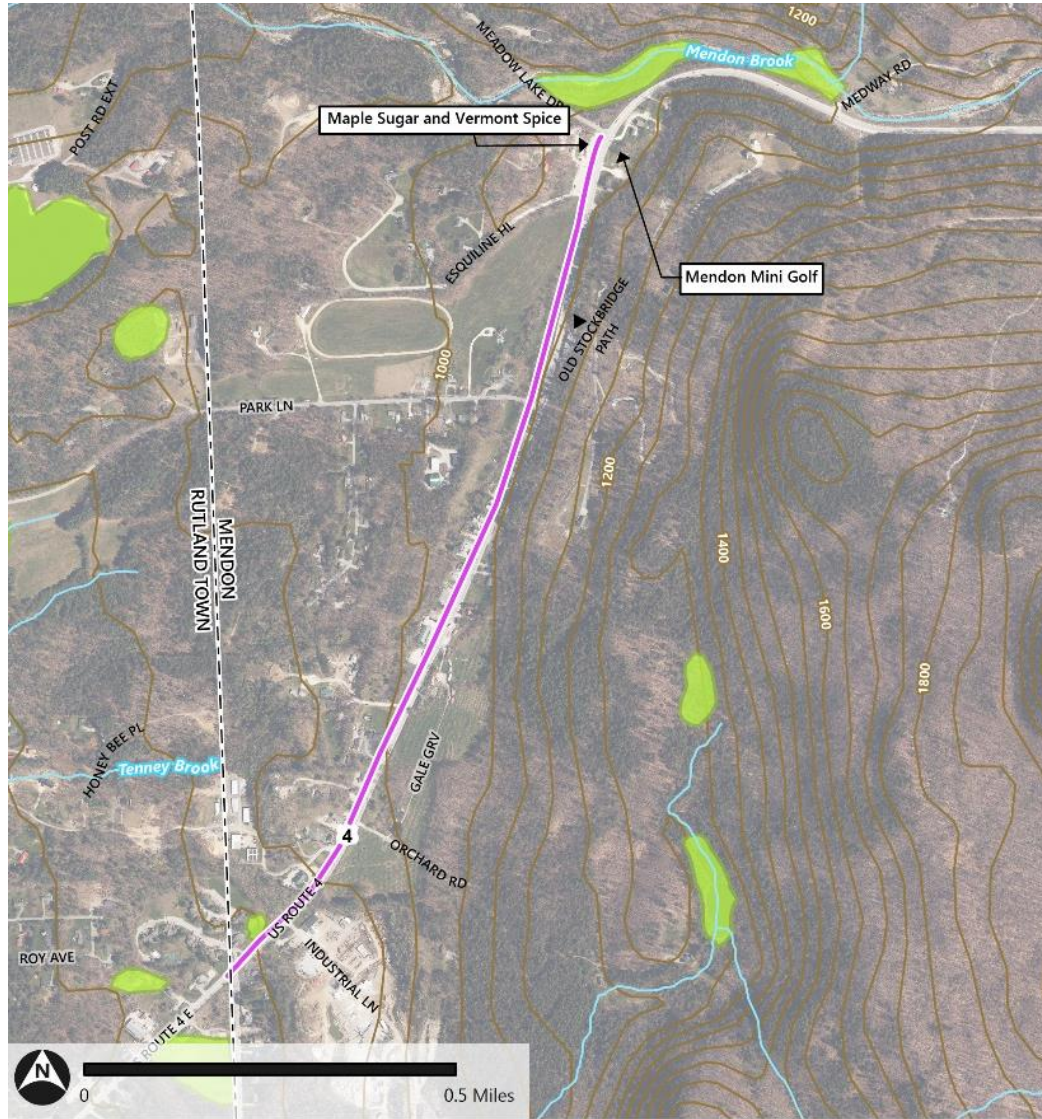 1200
MEADOW LAKE DR
Mendon Brook
MEDWAY RD
POST RD EXT
Maple Sugar and Vermont Spice
ESQUILINE HL
Mendon Mini Golf
OLD STOCKBRIDGE
PATH
1000
PARK LN
1200
RUTLAND TOWN
MENDON
1400
1600
1800
HONEY BEE PL
Tenney Brook
GALE GRV
4
ORCHARD RD
US ROUTE 4
INDUSTRIAL LN
ROY AVE
ROUTE 4 E
N
0
0.5 Miles